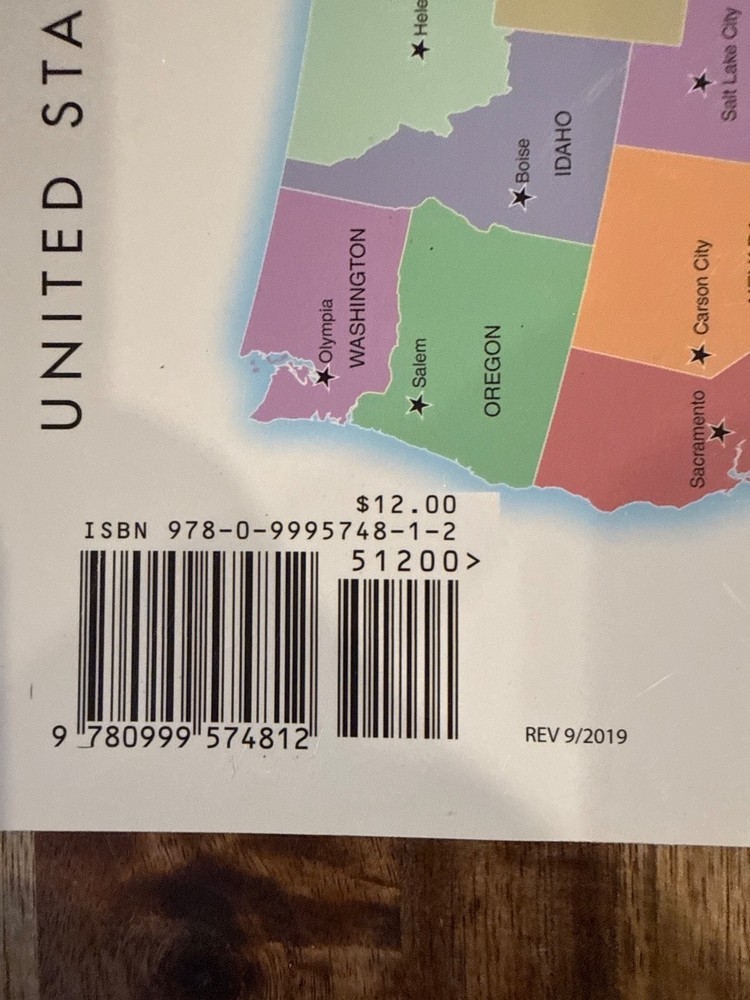 UNITED STA
Hele
Salt Lake City
Boise
IDAHO
Olympia
WASHINGTON
Salem
OREGON
Carson City
Sacramento
$12.00
ISBN 978-0-9995748-1-2
51200>
9 780999 574812
REV 9/2019